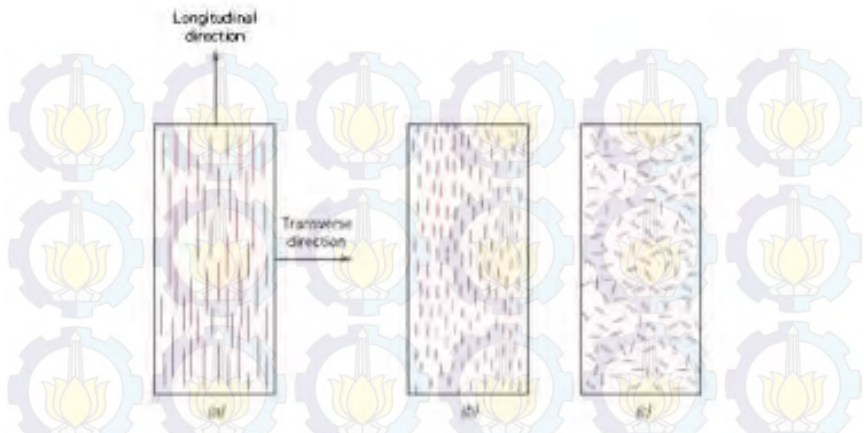 Longitudinal
direction
Transverse
direction
(a)
(b)
(c)